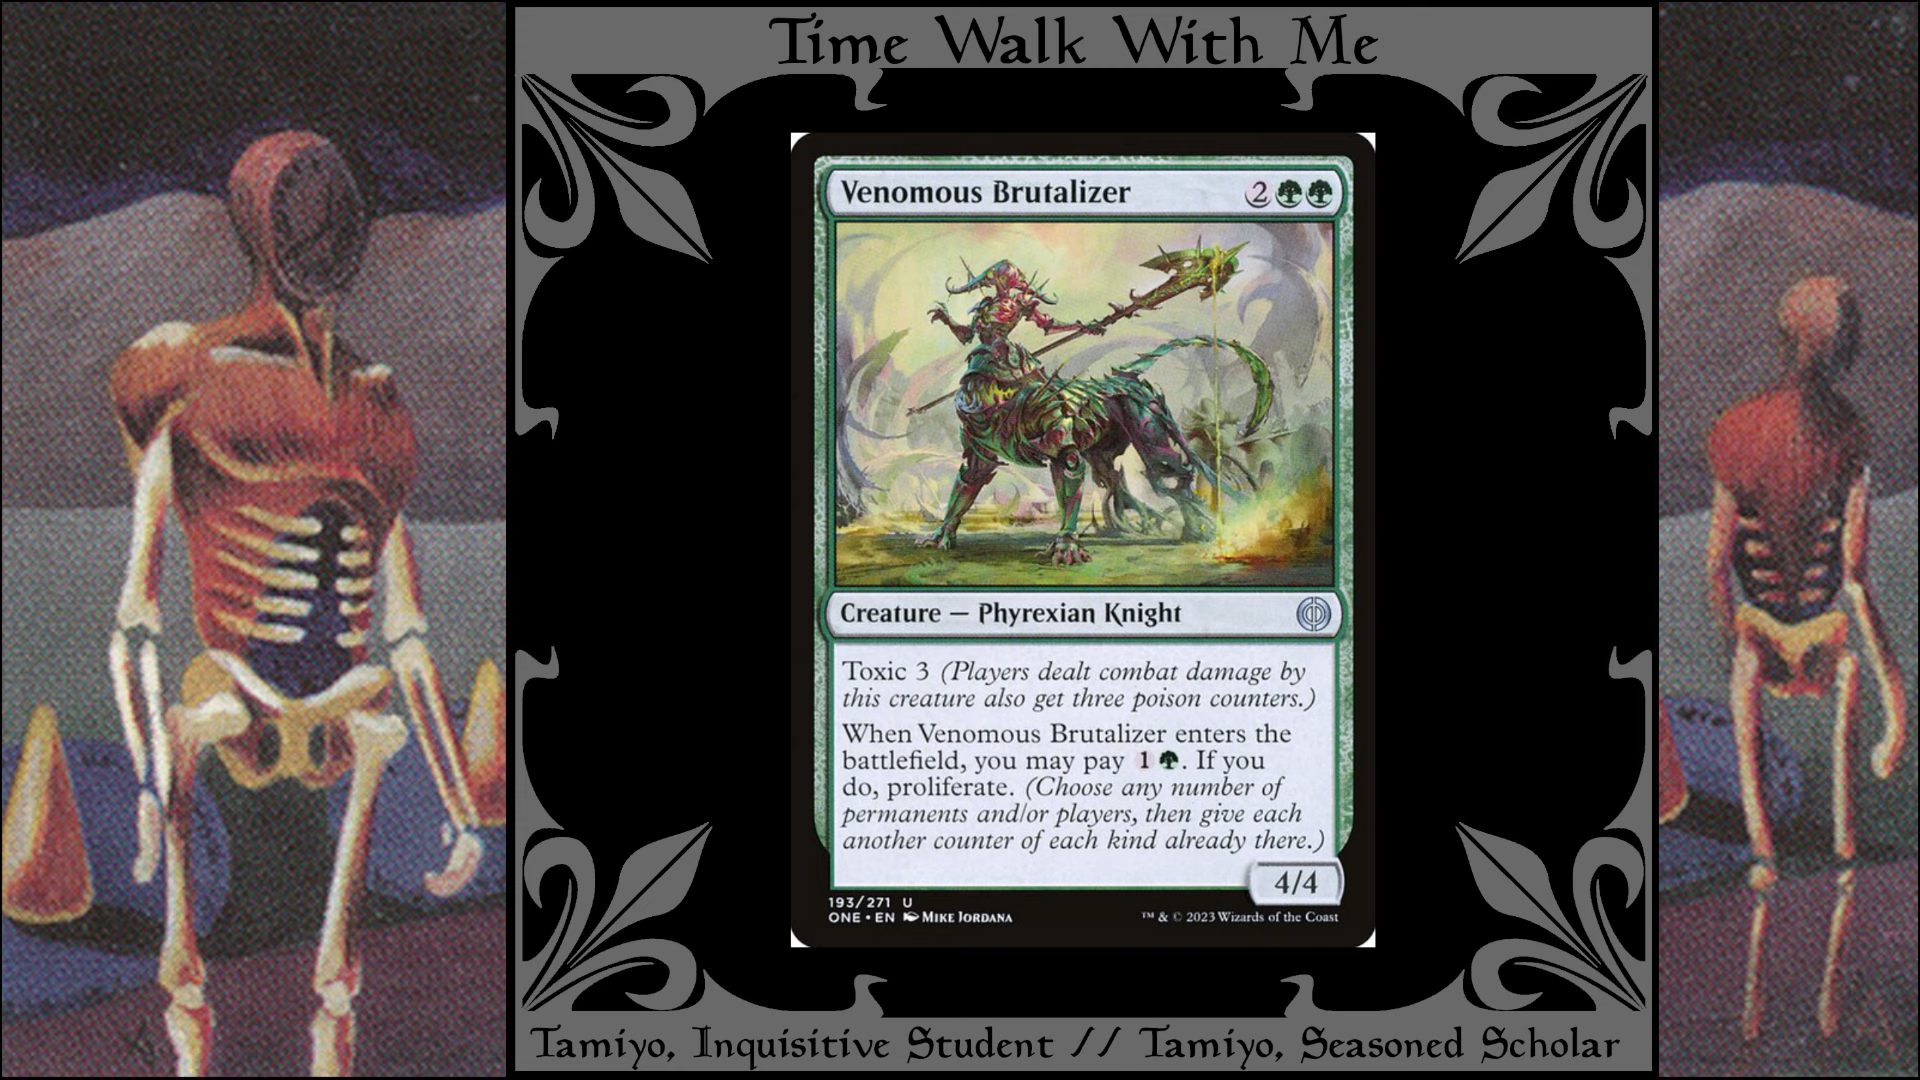 Time Walk With Me
Venomous Brutalizer 2
Creature — Phyrexian Knight
Toxic 3 (Players dealt combat damage by
this creature also get three poison counters.)
When Venomous Brutalizer enters the
battlefield, you may pay 1. If you
do, proliferate. (Choose any number of
permanents and/or players, then give each
another counter of each kind already there.)
4/4
193/271 U
ONE • EN MIKE JORDANA
™ & © 2023 Wizards of the Coast
Tamiyo, Inquisitive Student // Tamiyo, Seasoned Scholar